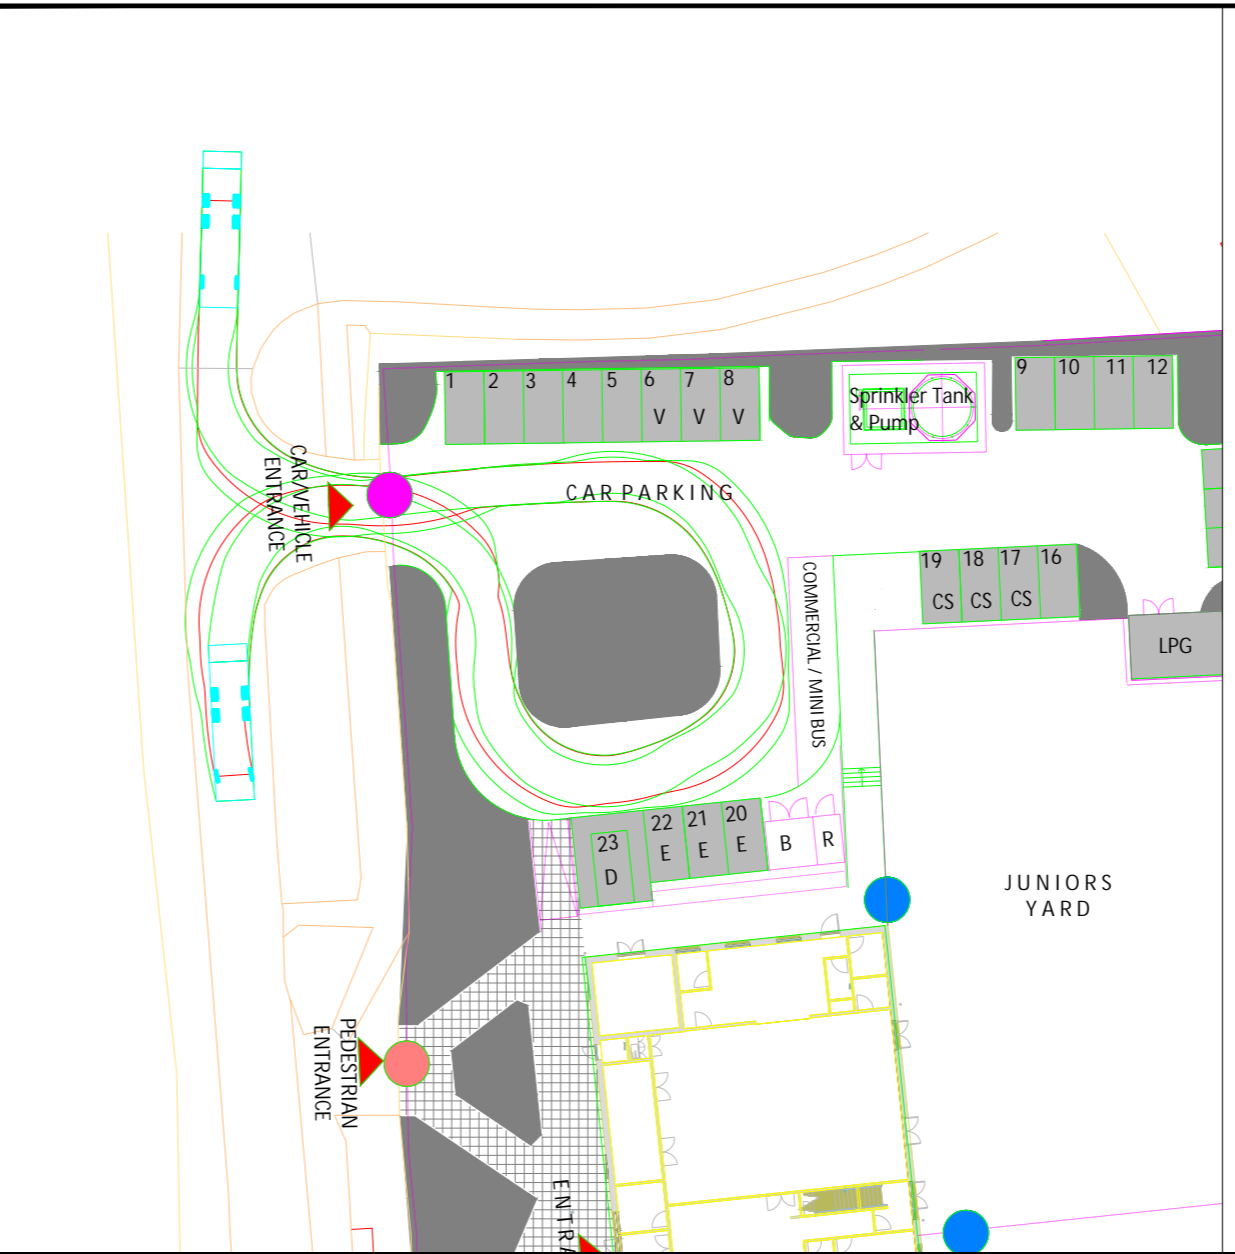 1 2 3 4 5 6 7 8
V V V
Sprinkler Tank
& Pump
9 10 11 12
CAR/VEHICLE
ENTRANCE
CAR PARKING
COMMERCIAL / MINI BUS
19 18 17 16
CS CS CS
LPG
23 22 21 20
D E E E
B R
JUNIORS
YARD
PEDESTRIAN
ENTRANCE
ENTRA